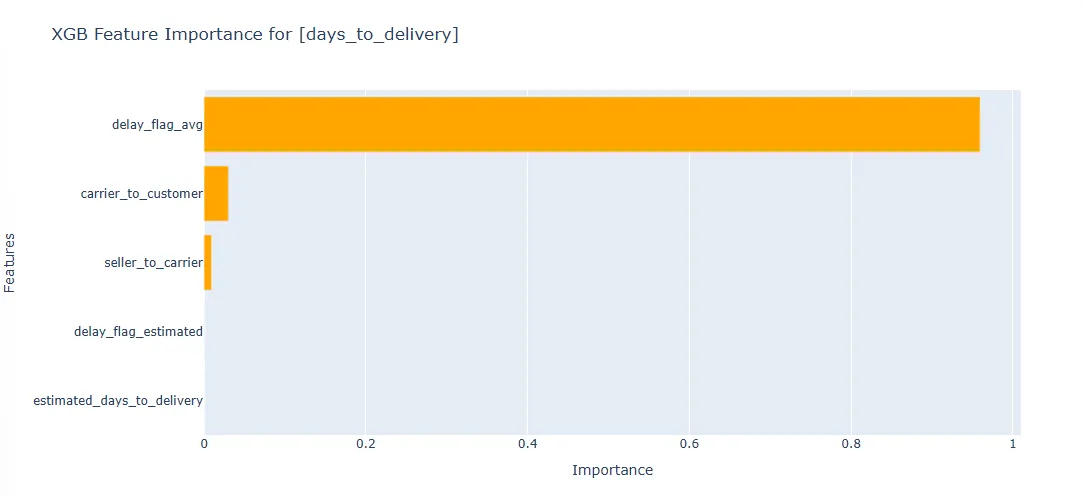 XGB Feature Importance for [days_to_delivery]
delay_flag_avg
carrier_to_customer
seller_to_carrier
delay_flag_estimated
estimated_days_to_delivery
Features
0 0.2 0.4 0.6 0.8 1
Importance